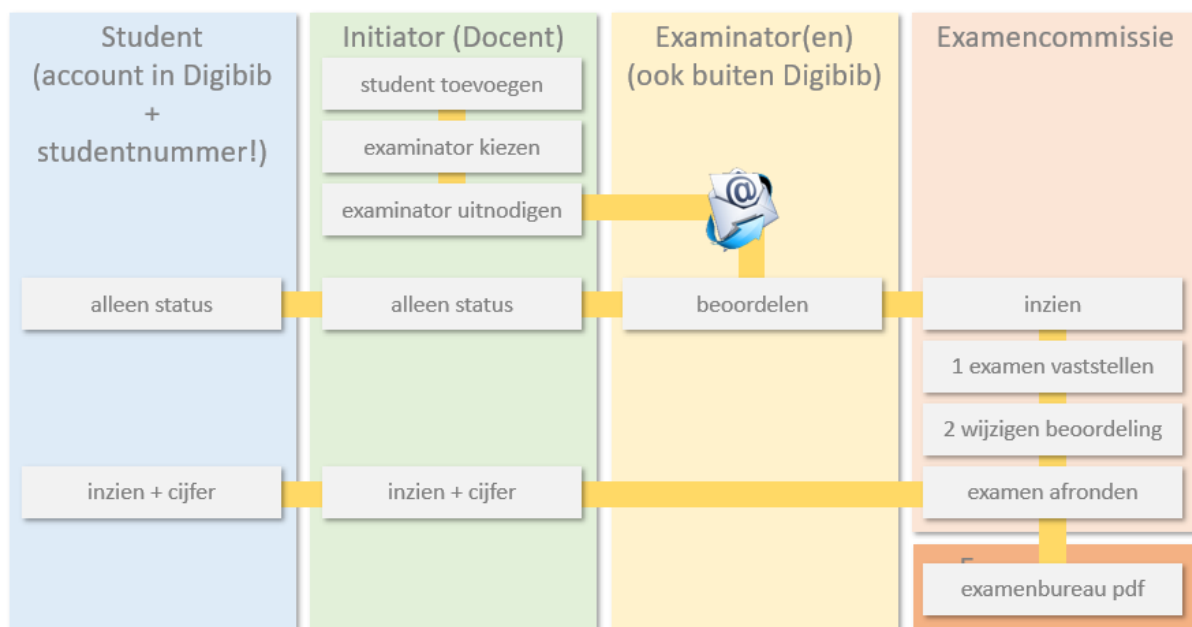 Student
(account in Digibib
+
studentnummer!)
Initiator (Docent)
student toevoegen
examinator kiezen
examinator uitnodigen
Examinator(en)
(ook buiten Digibib)
@
Examencommissie
alleen status
alleen status
beoordelen
inzien
1 examen vaststellen
2 wijzigen beoordeling
inzien + cijfer
inzien + cijfer
examen afronden
examenbureau pdf